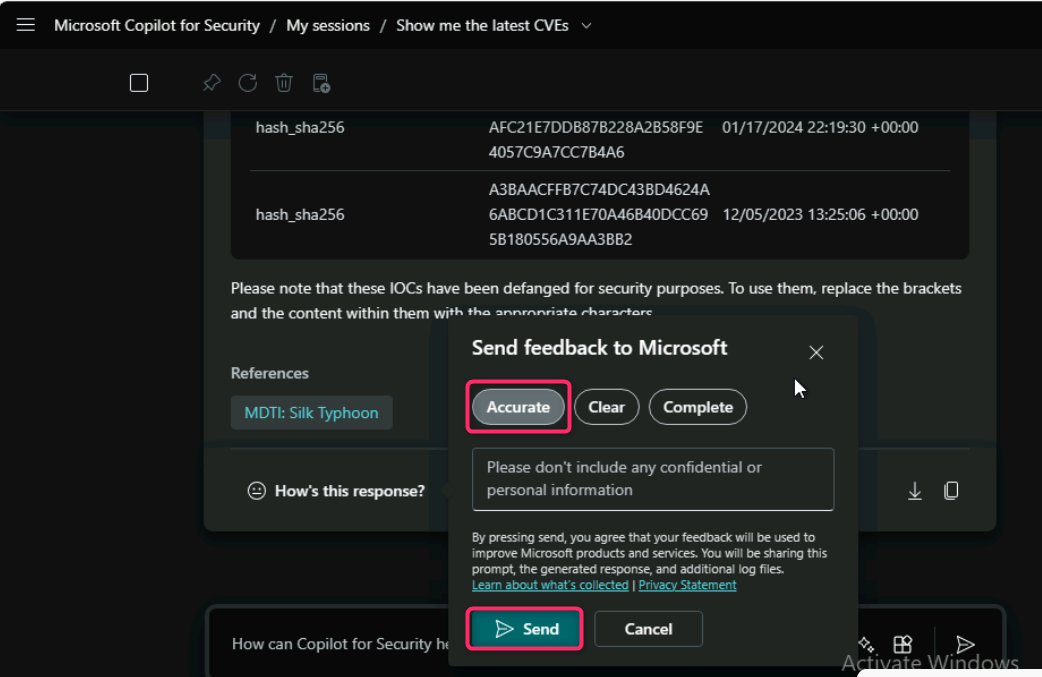 Microsoft Copilot for Security / My sessions / Show me the latest CVEs
hash_sha256 AFC21E7DDB87B228A2B58F9E 01/17/2024 22:19:30 +00:00
4057C9A7CC7B4A6
A3BAACFFB7C74DC43BD4624A
hash_sha256 6ABCD1C311E70A46B40DCC69 12/05/2023 13:25:06 +00:00
5B180556A9AA3BB2
Please note that these IOCs have been defanged for security purposes. To use them, replace the brackets
and the content within them with the appropriate characters
References
MDTI: Silk Typhoon
How's this response?
Send feedback to Microsoft
Accurate Clear Complete
Please don't include any confidential or
personal information
By pressing send, you agree that your feedback will be used to
improve Microsoft products and services. You will be sharing this
prompt, the generated response, and additional log files.
Learn about what's collected | Privacy Statement
Send Cancel
How can Copilot for Security he
Activate Windows